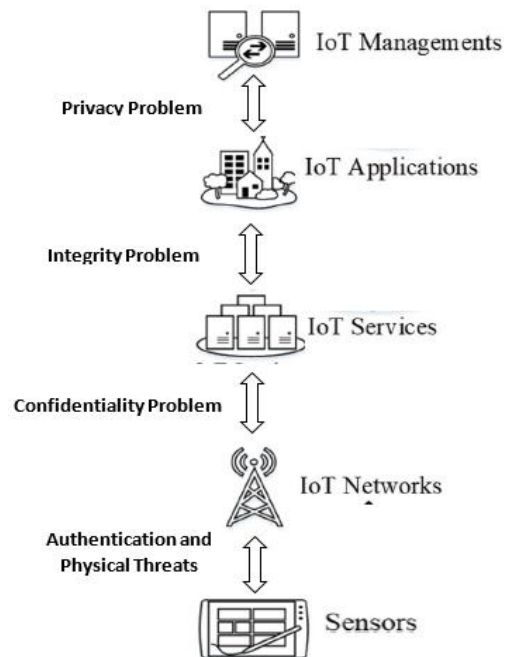 IoT Managements
Privacy Problem
IoT Applications
Integrity Problem
IoT Services
Confidentiality Problem
IoT Networks
Authentication and
Physical Threats
Sensors